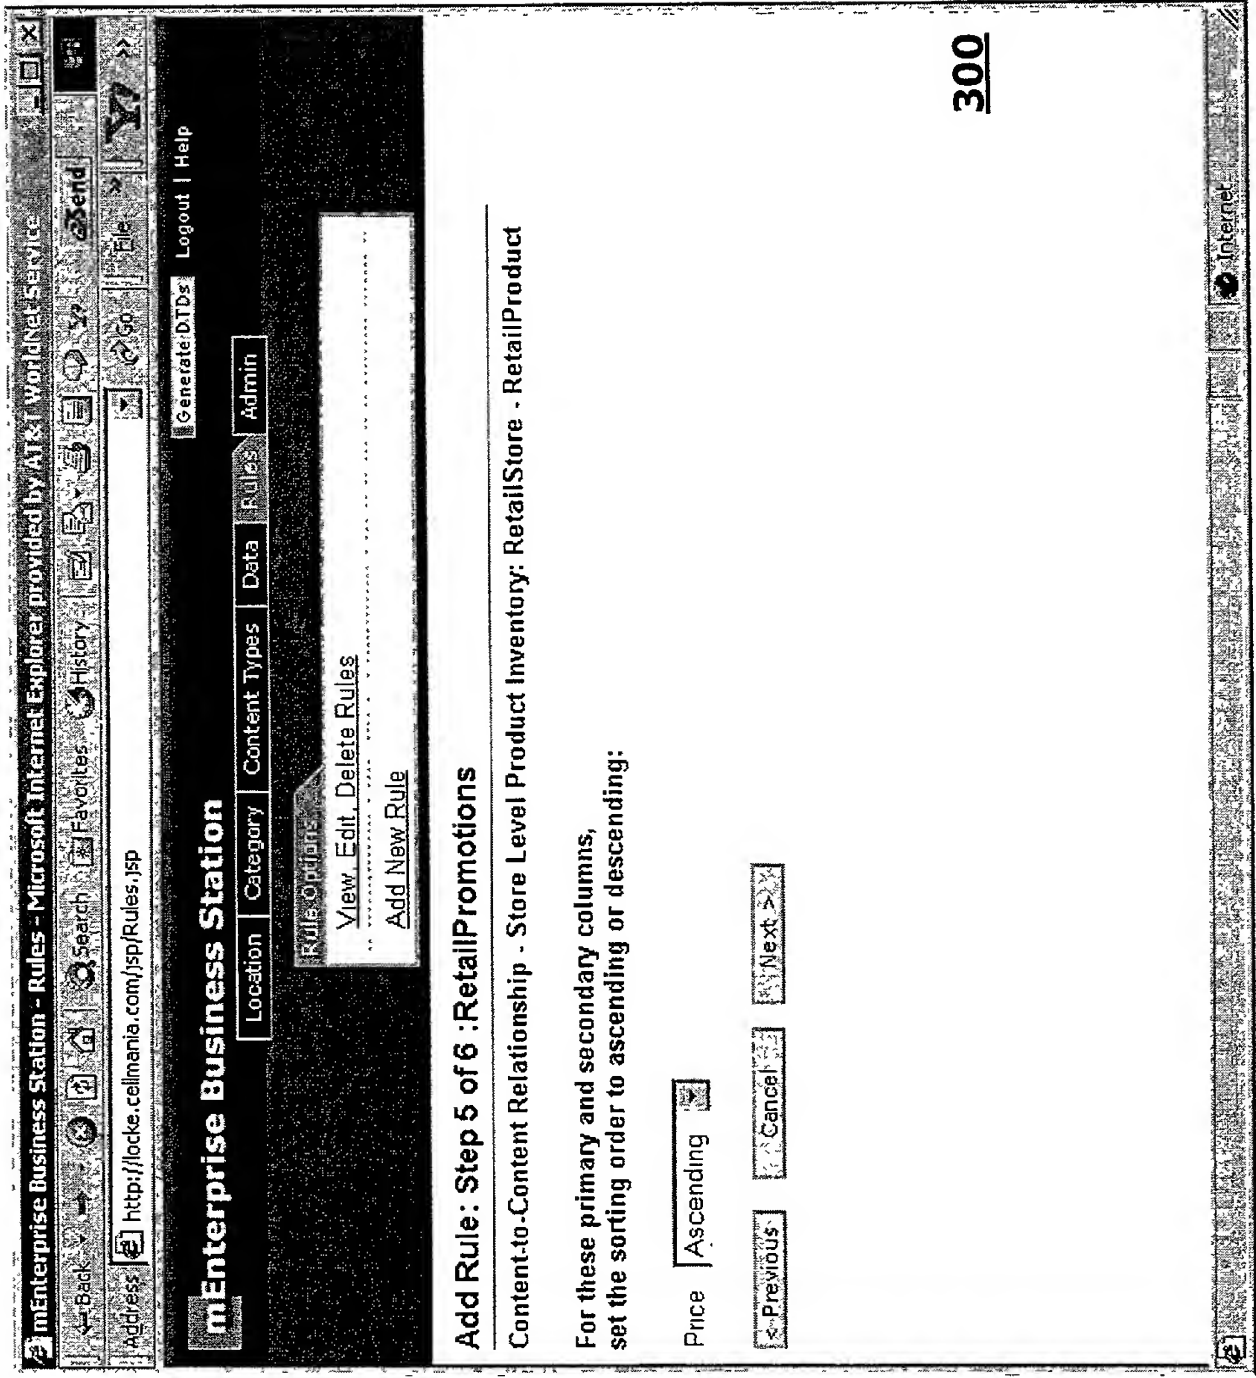 mEnterprise Business Station - Rules - Microsoft Internet Explorer provided by AT&T WorldNet Service
Back Search Favorites History Send
Address http://locke.cellmania.com/jsp/Rules.jsp Go File » Y! »
mEnterprise Business Station
Generate DTDs Logout | Help
Location Category Content Types Data Rules Admin
Rule Options
View, Edit, Delete Rules
Add New Rule
Add Rule: Step 5 of 6 :RetailPromotions
Content-to-Content Relationship - Store Level Product Inventory: RetailStore - RetailProduct
For these primary and secondary columns,
set the sorting order to ascending or descending:
Price Ascending
<- Previous Cancel Next >
Internet
300